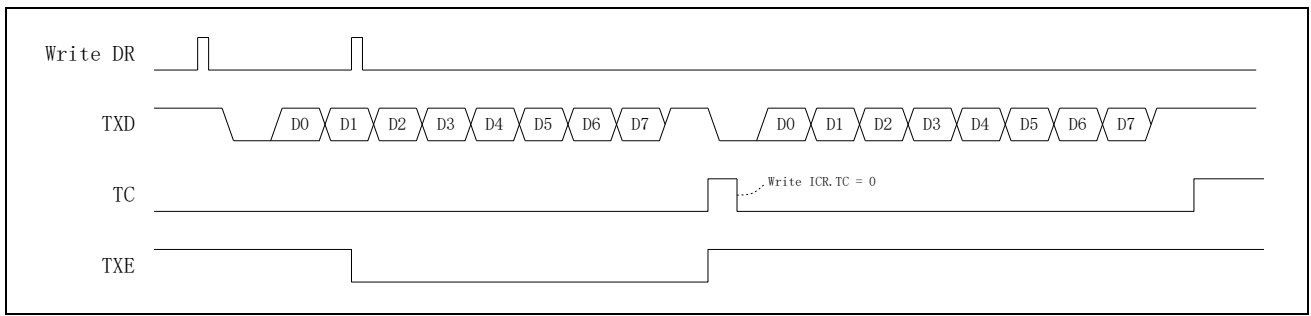 Write DR
TXD D0 D1 D2 D3 D4 D5 D6 D7 D0 D1 D2 D3 D4 D5 D6 D7
TC Write ICR.TC = 0
TXE